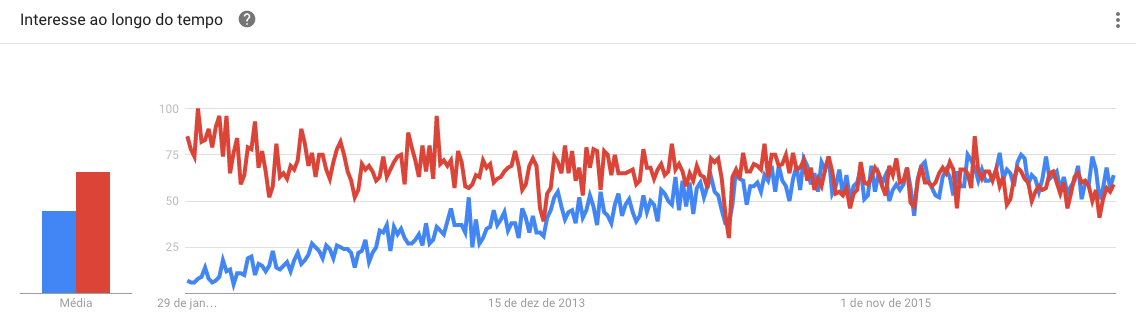 Interesse ao longo do tempo ?
100
75
50
25
Média
29 de jan...
15 de dez de 2013
1 de nov de 2015